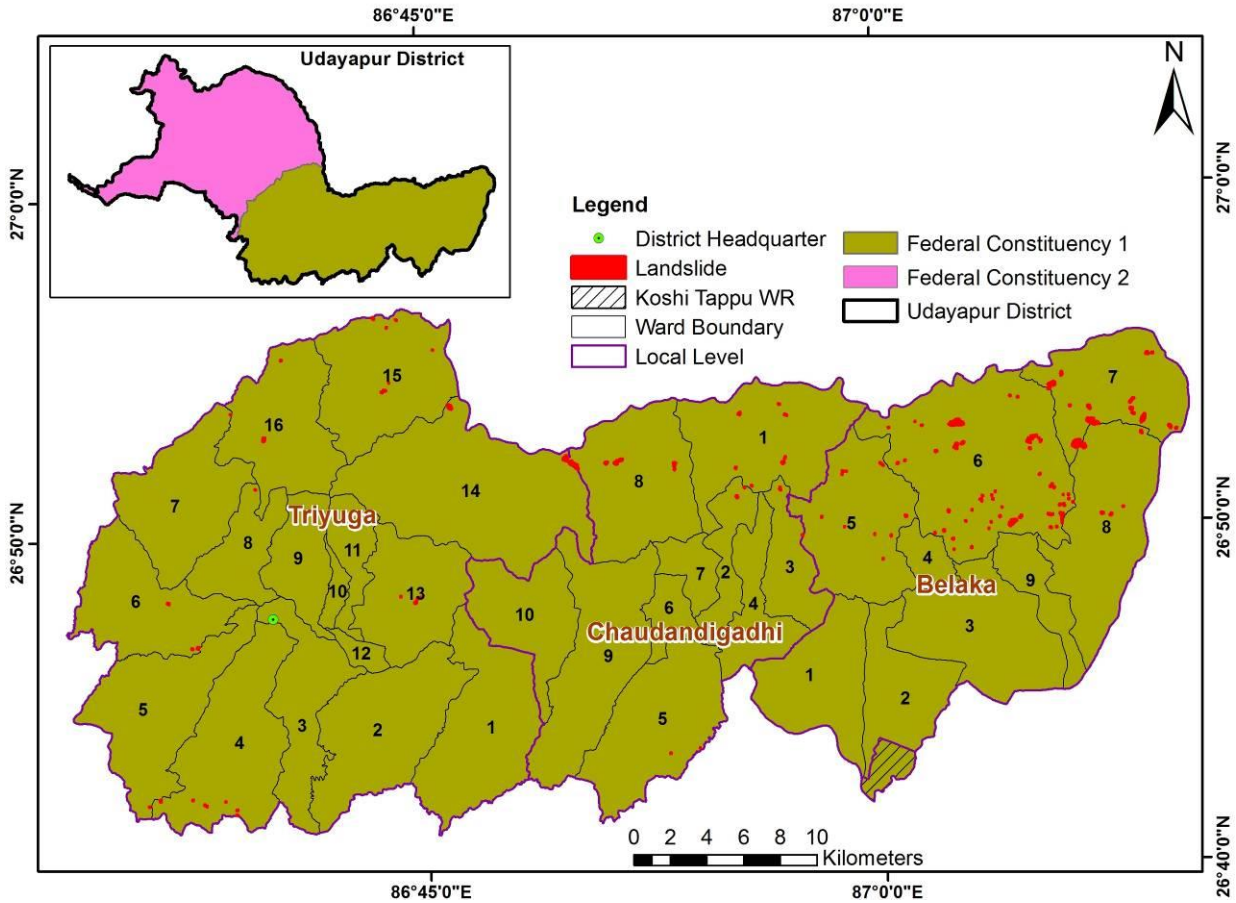 86°45'0"E
87°0'0"E
Udayapur District
N
27°0'0"N
27°0'0"N
Legend
District Headquarter
Landslide
Koshi Tappu WR
Ward Boundary
Local Level
Federal Constituency 1
Federal Constituency 2
Udayapur District
15
16
7
14
8
1
6
7
5
8
26°50'0"N
26°50'0"N
Triyuga
8
9
11
10
13
6
12
5
4
3
2
1
10
7
2
3
6
4
Chaudandigadhi
9
5
4
9
Belaka
3
1
2
0 2 4 6 8 10
Kilometers
26°40'0"N
86°45'0"E
87°0'0"E